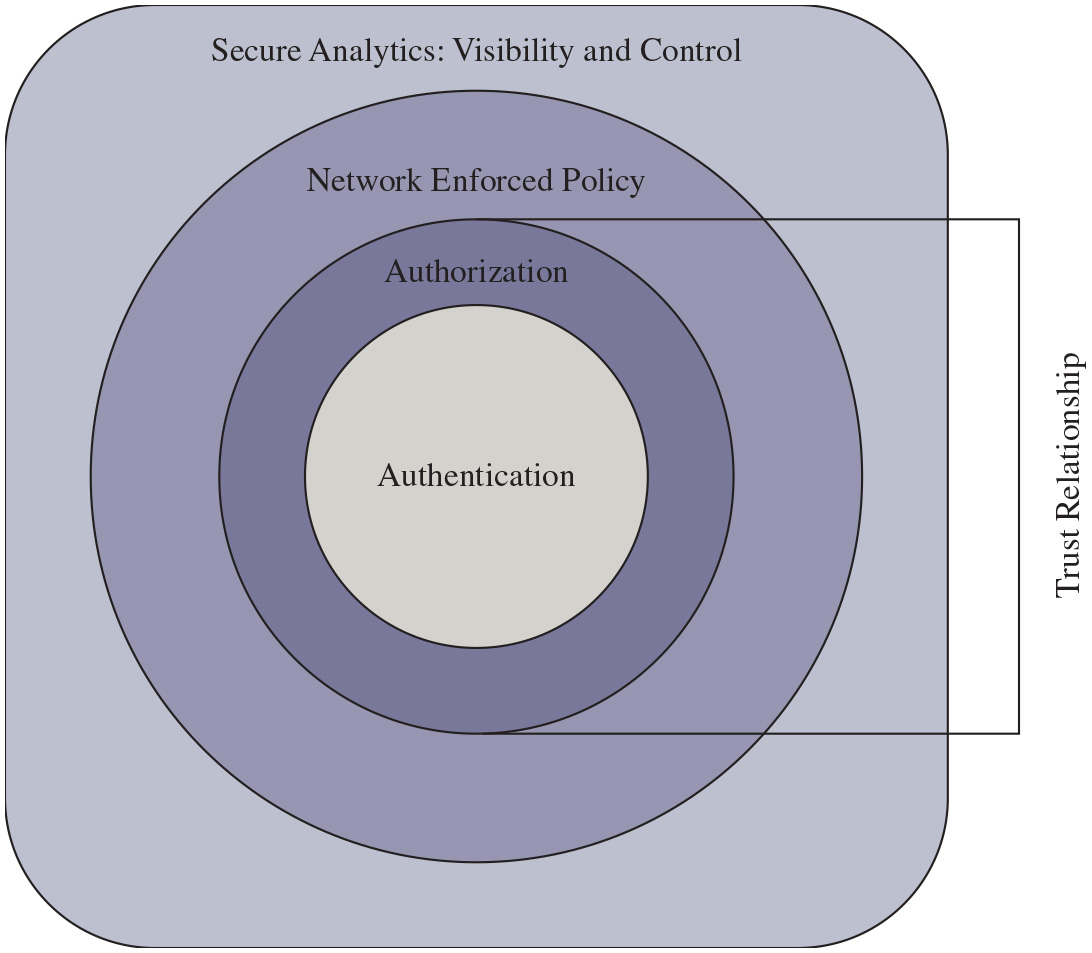 Secure Analytics: Visibility and Control
Network Enforced Policy
Authorization
Authentication
Trust Relationship